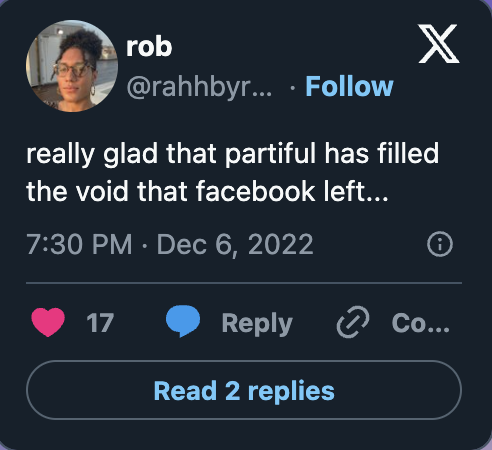 rob
@rahhbyr... · Follow
really glad that partiful has filled
the void that facebook left...
7:30 PM · Dec 6, 2022
17 Reply Co...
Read 2 replies